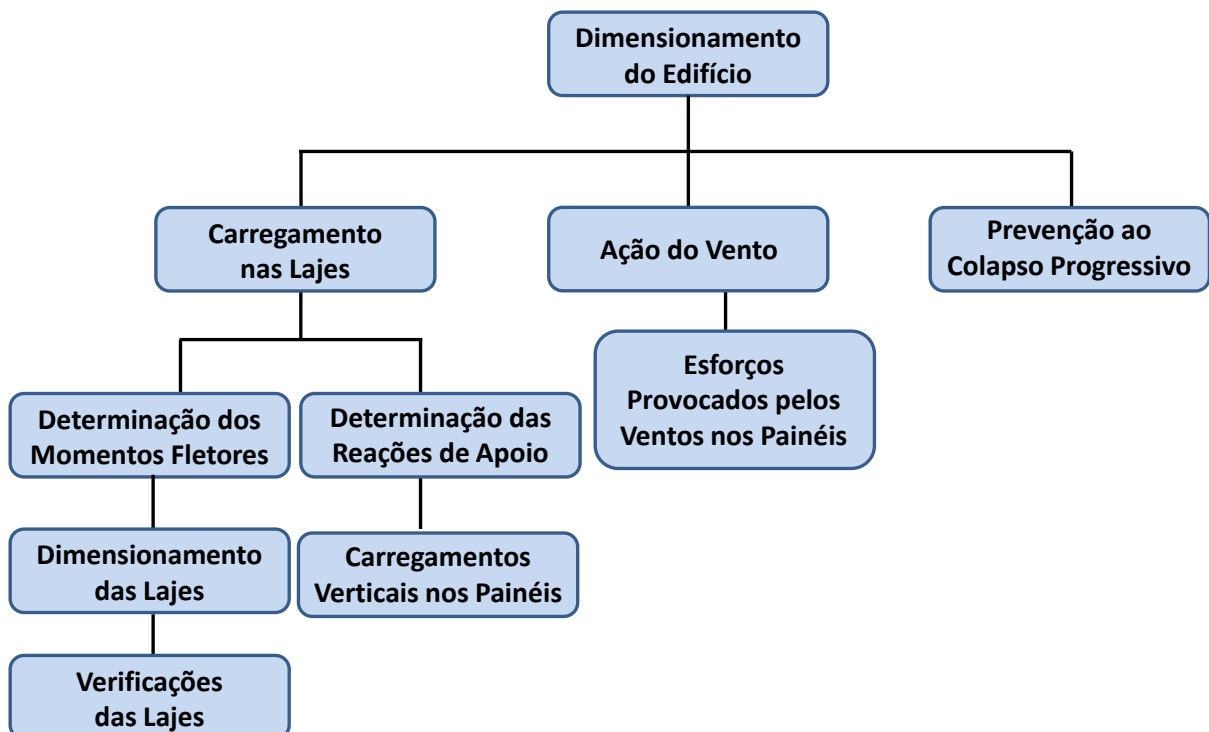 Dimensionamento
do Edifício
Carregamento
nas Lajes
Ação do Vento
Prevenção ao
Colapso Progressivo
Esforços
Provocados pelos
Ventos nos Painéis
Determinação dos
Momentos Fletores
Determinação das
Reações de Apoio
Dimensionamento
das Lajes
Carregamentos
Verticais nos Painéis
Verificações
das Lajes